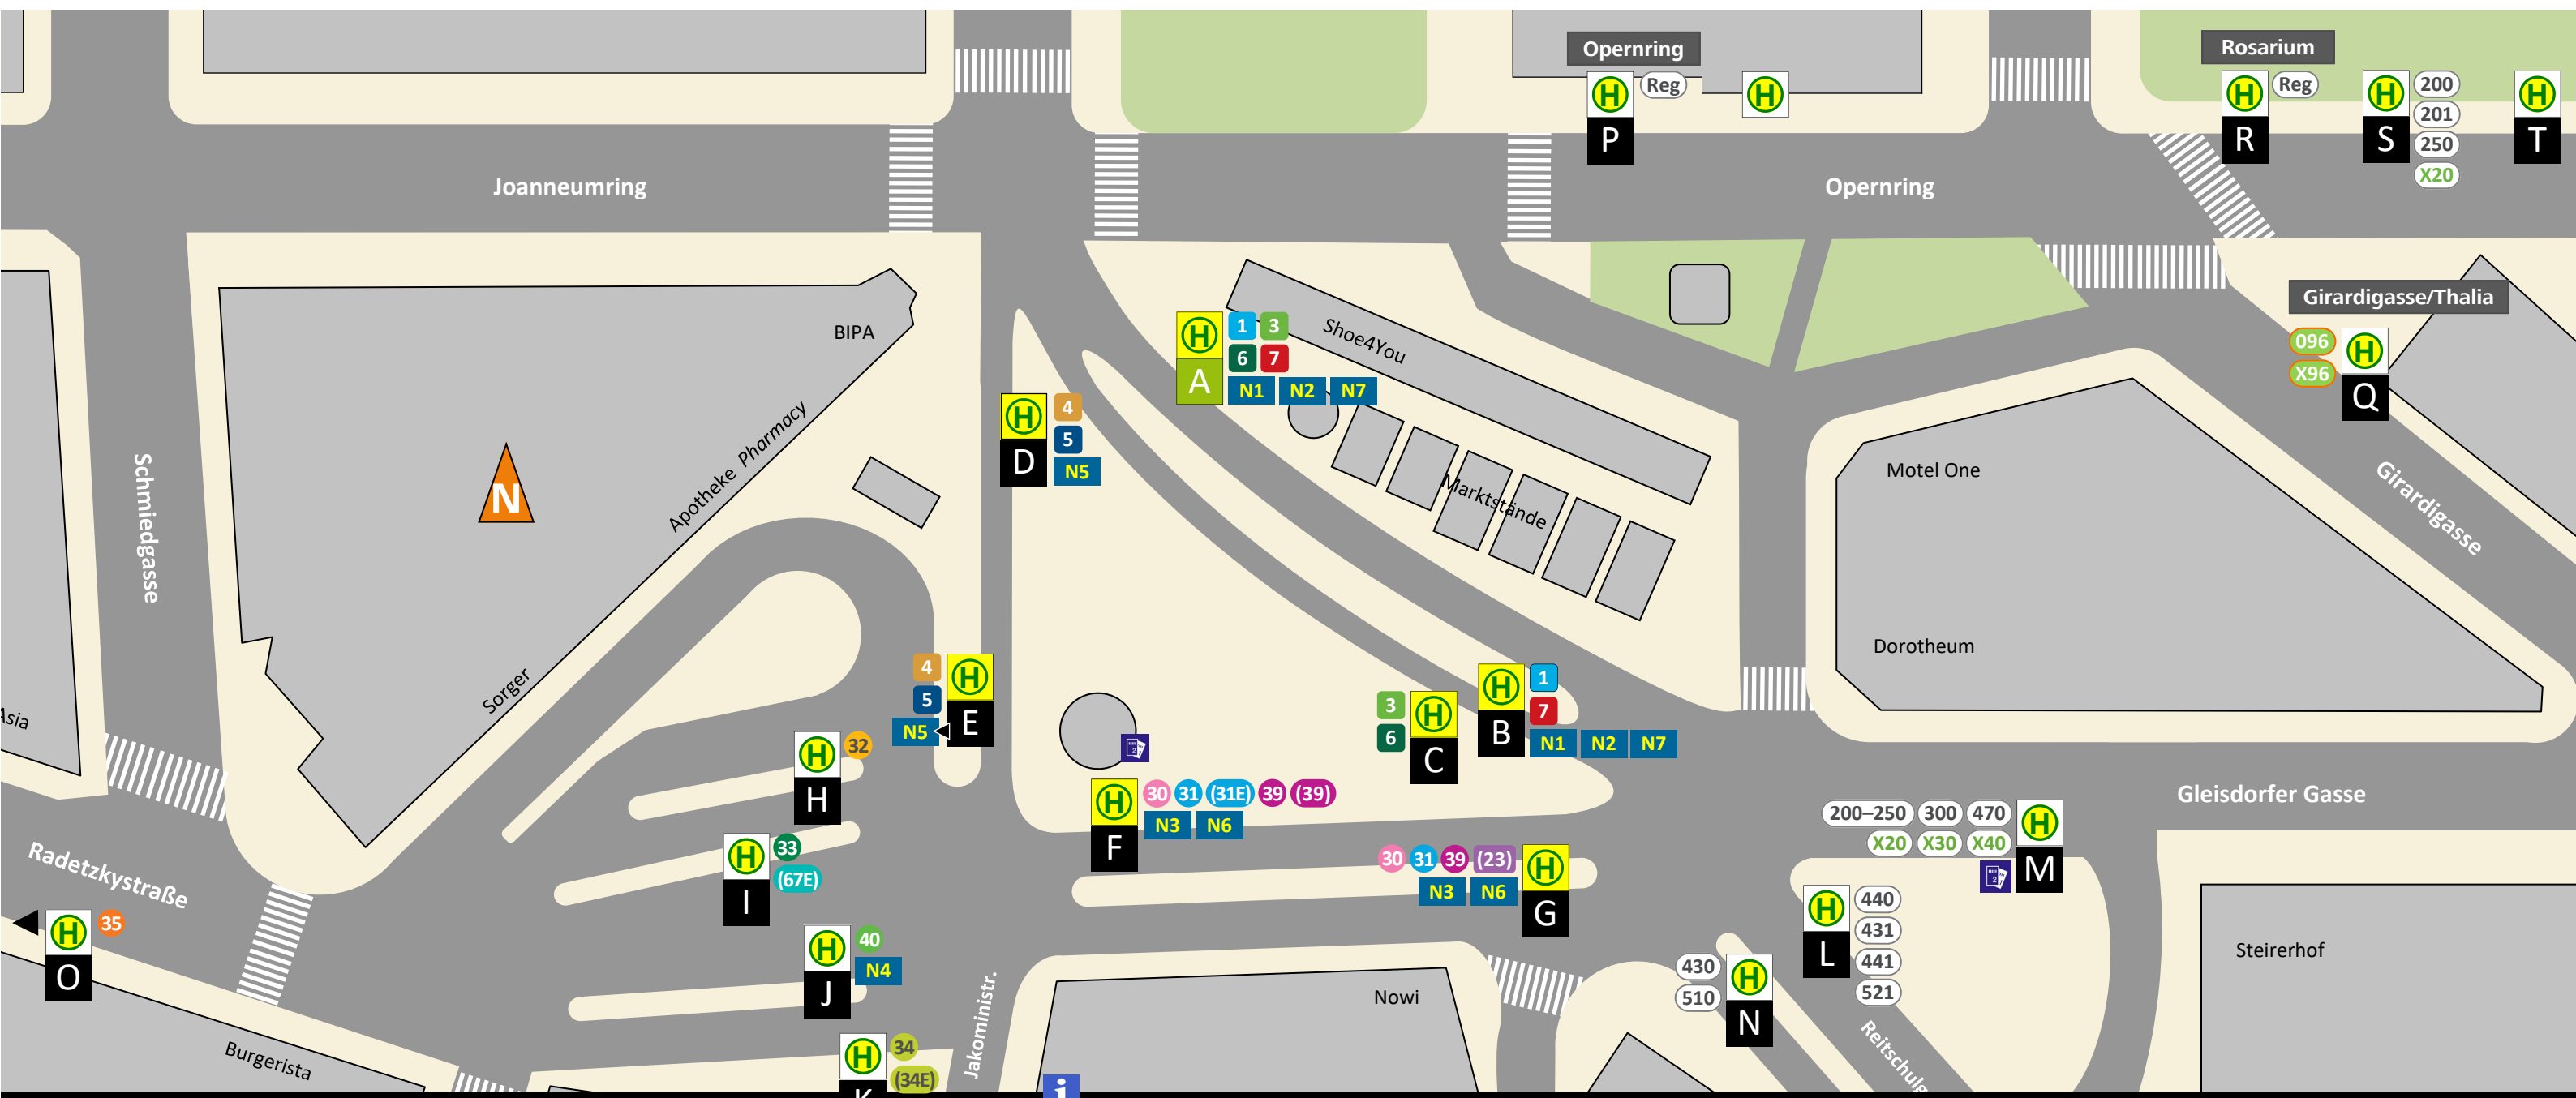 Opernring
H Reg
P
H
Rosarium
H Reg
R
H 200
S 201
250
X20
H
T
Joanneumring
Opernring
BIPA
Shoe4You
H 1 3
6 7
A N1 N2 N7
Girardigasse/Thalia
096 H
X96
Q
H 4
5
D N5
Marktstände
Motel One
Girardigasse
Schmiedgasse
N
Apotheke Pharmacy
Dorotheum
Sorger
Asia
4 H
5
N5 E
3 H
6 C
H 1
7
B N1 N2 N7
H 32
H
H 30 31 (31E) 39 (39)
N3 N6
F
Gleisdorfer Gasse
200–250 300 470 H
X20 X30 X40
M
Radetzkystraße
H 33
(67E)
I
30 31 39 (23) H
N3 N6
G
H 440
431
L 441
521
H 35
O
H 40
N4
J
430 H
510
N
Steirerhof
Nowi
Burgerista
H 34
(34E)
K
Jakoministr.
Reitschulg
i